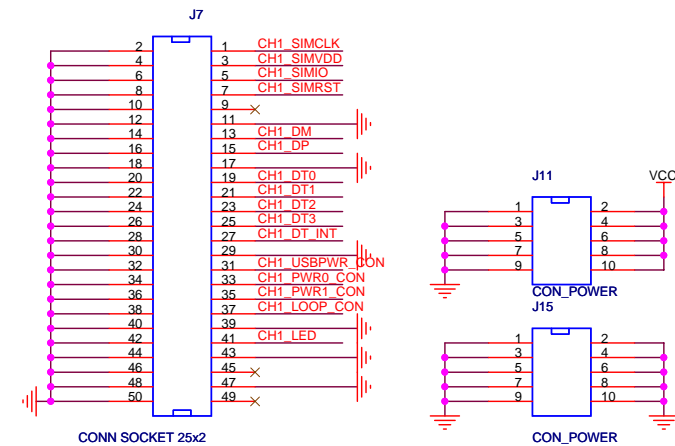 J7
2 1 CH1_SIMCLK
4 3 CH1_SIMVDD
6 5 CH1_SIMIO
8 7 CH1_SIMRST
10 9
12 11
14 13 CH1_DM
16 15 CH1_DP
18 17
20 19 CH1_DT0
22 21 CH1_DT1
24 23 CH1_DT2
26 25 CH1_DT3
28 27 CH1_DT_INT
30 29
32 31 CH1_USBPWR_CON
34 33 CH1_PWR0_CON
36 35 CH1_PWR1_CON
38 37 CH1_LOOP_CON
40 39
42 41 CH1_LED
44 43
46 45
48 47
50 49
CONN SOCKET 25x2
J11
VCC
1 2
3 4
5 6
7 8
9 10
CON_POWER
J15
1 2
3 4
5 6
7 8
9 10
CON_POWER